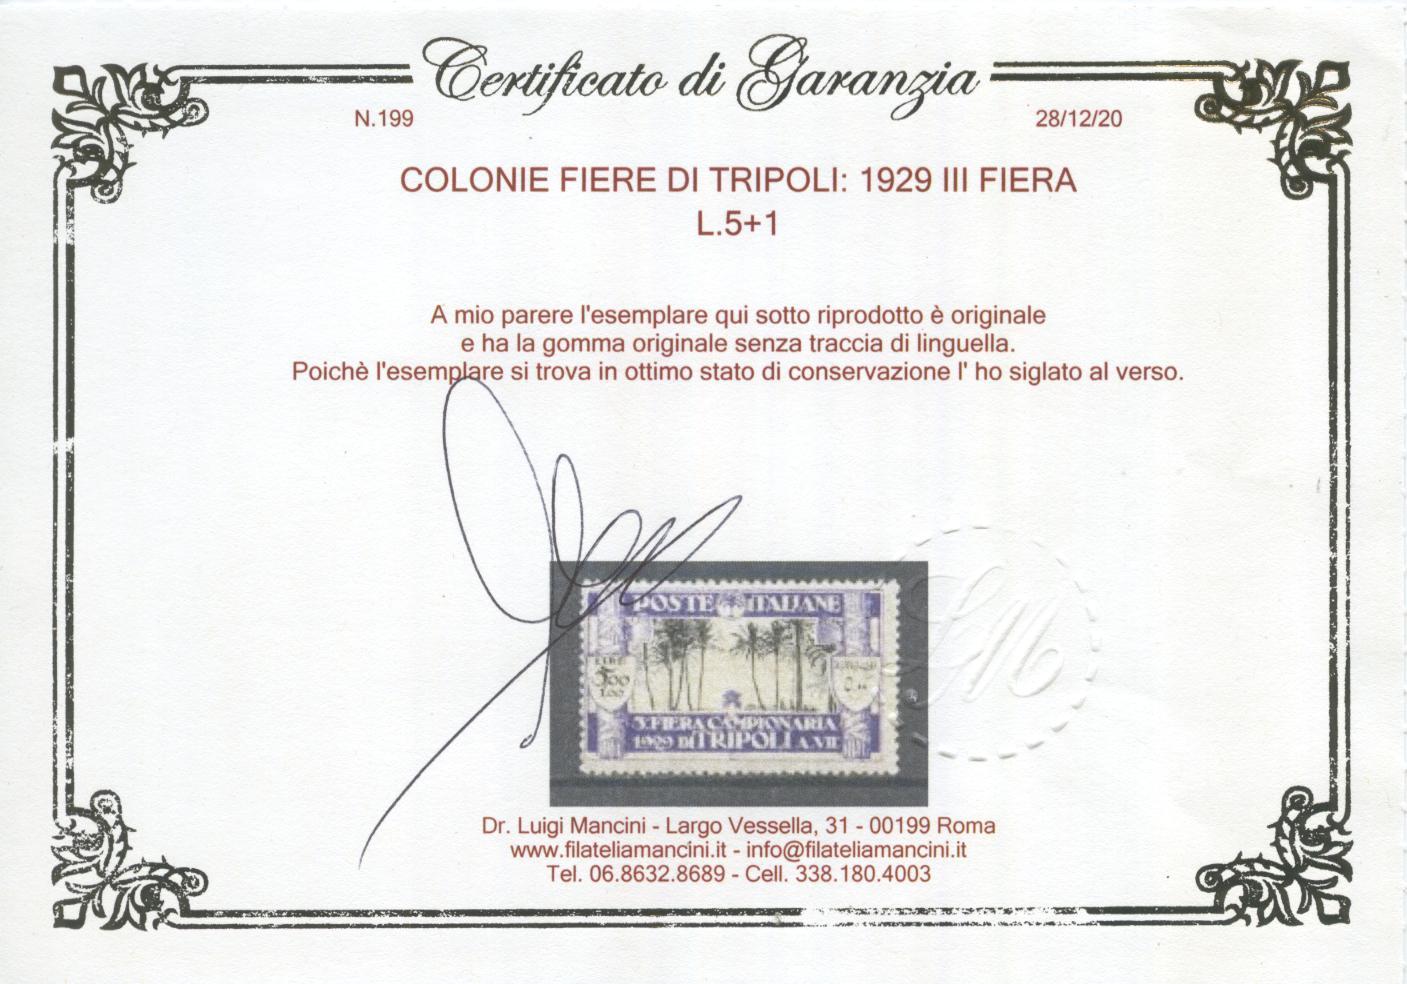 Certificato di Garanzia
N.199
28/12/20
COLONIE FIERE DI TRIPOLI: 1929 III FIERA
L.5+1
A mio parere l'esemplare qui sotto riprodotto è originale
e ha la gomma originale senza traccia di linguella.
Poichè l'esemplare si trova in ottimo stato di conservazione l' ho siglato al verso.
POSTE ITALIANE
LIRE
5.00
1.00
3ª FIERA CAMPIONARIA
1929 DI TRIPOLI A.VII
LM
Dr. Luigi Mancini - Largo Vessella, 31 - 00199 Roma
www.filateliamancini.it - info@filateliamancini.it
Tel. 06.8632.8689 - Cell. 338.180.4003